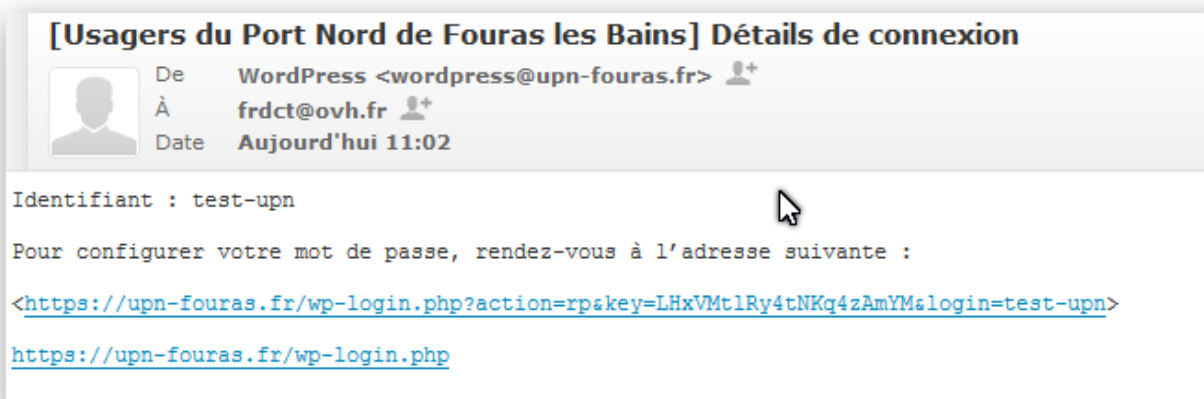 [Usagers du Port Nord de Fouras les Bains] Détails de connexion
De WordPress <wordpress@upn-fouras.fr>
À frdct@ovh.fr
Date Aujourd'hui 11:02
Identifiant : test-upn
Pour configurer votre mot de passe, rendez-vous à l’adresse suivante :
<https://upn-fouras.fr/wp-login.php?action=rp&key=LHxVMtlRy4tNKq4zAmYM&login=test-upn>
https://upn-fouras.fr/wp-login.php